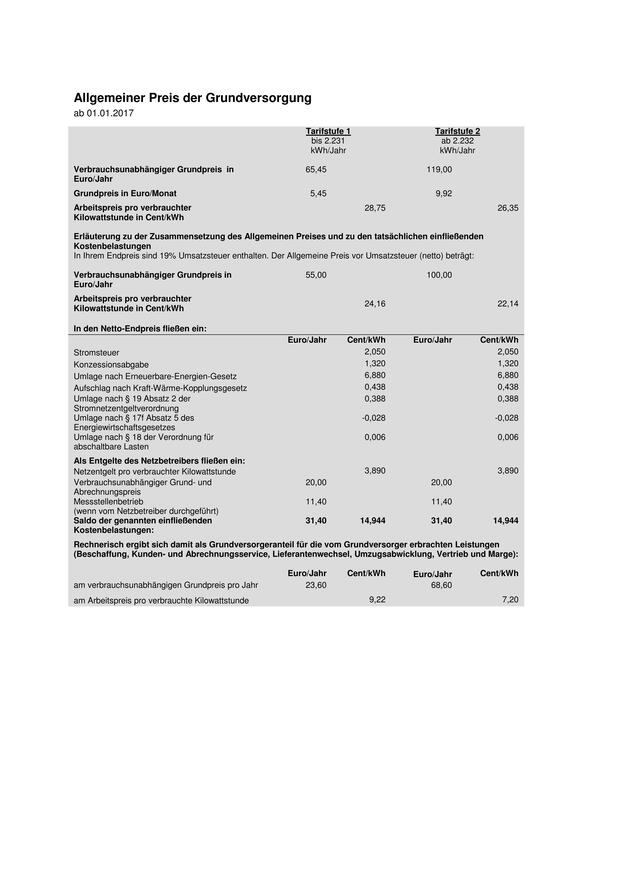 Allgemeiner Preis der Grundversorgung
ab 01.01.2017
Tarifstufe 1 Tarifstufe 2
bis 2.231 ab 2.232
kWh/Jahr kWh/Jahr
Verbrauchsunabhängiger Grundpreis in 65,45 119,00
Euro/Jahr
Grundpreis in Euro/Monat 5,45 9,92
Arbeitspreis pro verbrauchter 28,75 26,35
Kilowattstunde in Cent/kWh
Erläuterung zu der Zusammensetzung des Allgemeinen Preises und zu den tatsächlichen einfließenden
Kostenbelastungen
In Ihrem Endpreis sind 19% Umsatzsteuer enthalten. Der Allgemeine Preis vor Umsatzsteuer (netto) beträgt:
Verbrauchsunabhängiger Grundpreis in 55,00 100,00
Euro/Jahr
Arbeitspreis pro verbrauchter
Kilowattstunde in Cent/kWh 24,16 22,14
In den Netto-Endpreis fließen ein:
Euro/Jahr Cent/kWh Euro/Jahr Cent/kWh
Stromsteuer 2,050 2,050
Konzessionsabgabe 1,320 1,320
Umlage nach Erneuerbare-Energien-Gesetz 6,880 6,880
Aufschlag nach Kraft-Wärme-Kopplungsgesetz 0,438 0,438
Umlage nach § 19 Absatz 2 der 0,388 0,388
Stromnetzentgeltverordnung
Umlage nach § 17f Absatz 5 des -0,028 -0,028
Energiewirtschaftsgesetzes
Umlage nach § 18 der Verordnung für 0,006 0,006
abschaltbare Lasten
Als Entgelte des Netzbetreibers fließen ein:
Netzentgelt pro verbrauchter Kilowattstunde 3,890 3,890
Verbrauchsunabhängiger Grund- und 20,00 20,00
Abrechnungspreis
Messstellenbetrieb 11,40 11,40
(wenn vom Netzbetreiber durchgeführt)
Saldo der genannten einfließenden 31,40 14,944 31,40 14,944
Kostenbelastungen:
Rechnerisch ergibt sich damit als Grundversorgeranteil für die vom Grundversorger erbrachten Leistungen
(Beschaffung, Kunden- und Abrechnungsservice, Lieferantenwechsel, Umzugsabwicklung, Vertrieb und Marge):
Euro/Jahr Cent/kWh Euro/Jahr Cent/kWh
am verbrauchsunabhängigen Grundpreis pro Jahr 23,60 68,60
am Arbeitspreis pro verbrauchte Kilowattstunde 9,22 7,20